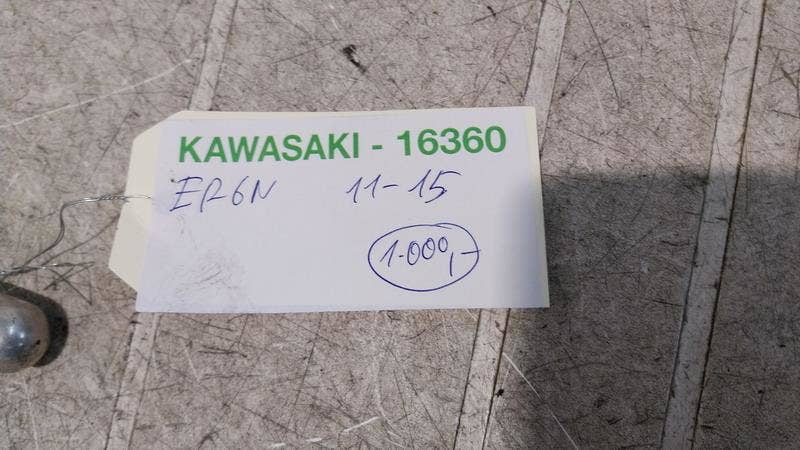 KAWASAKI - 16360
ER6N 11-15
1.000,-